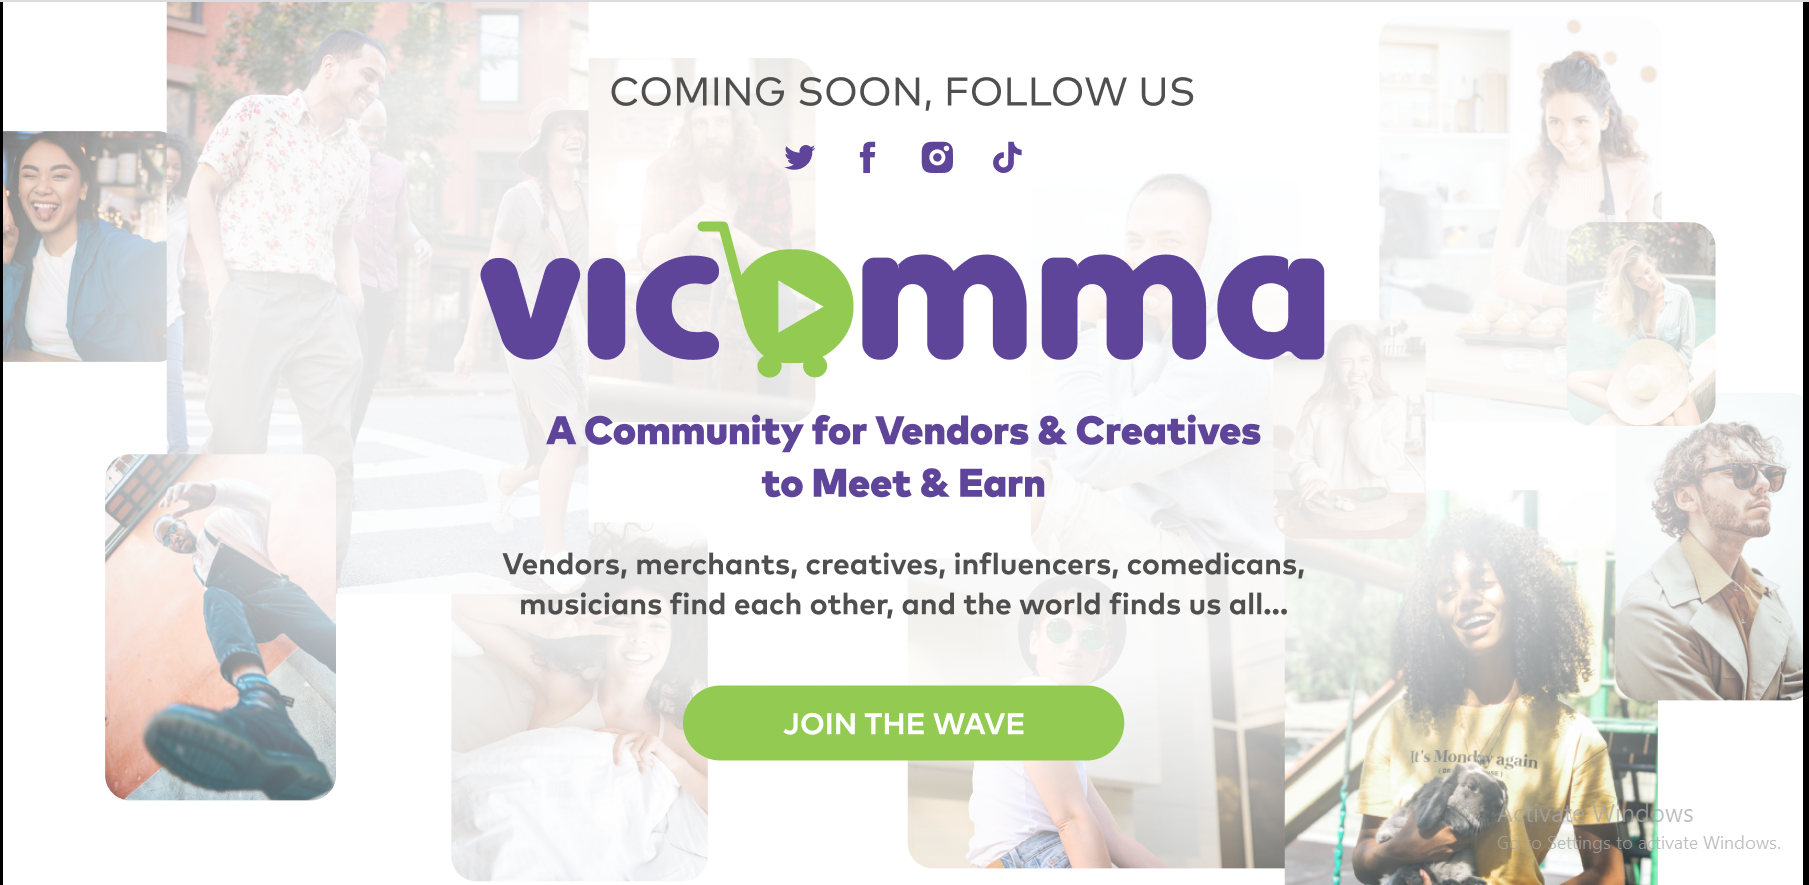 COMING SOON, FOLLOW US
vicomma
A Community for Vendors & Creatives
to Meet & Earn
Vendors, merchants, creatives, influencers, comedicans,
musicians find each other, and the world finds us all...
JOIN THE WAVE
It's Monday again
Activate Windows
Go to Settings to activate Windows.